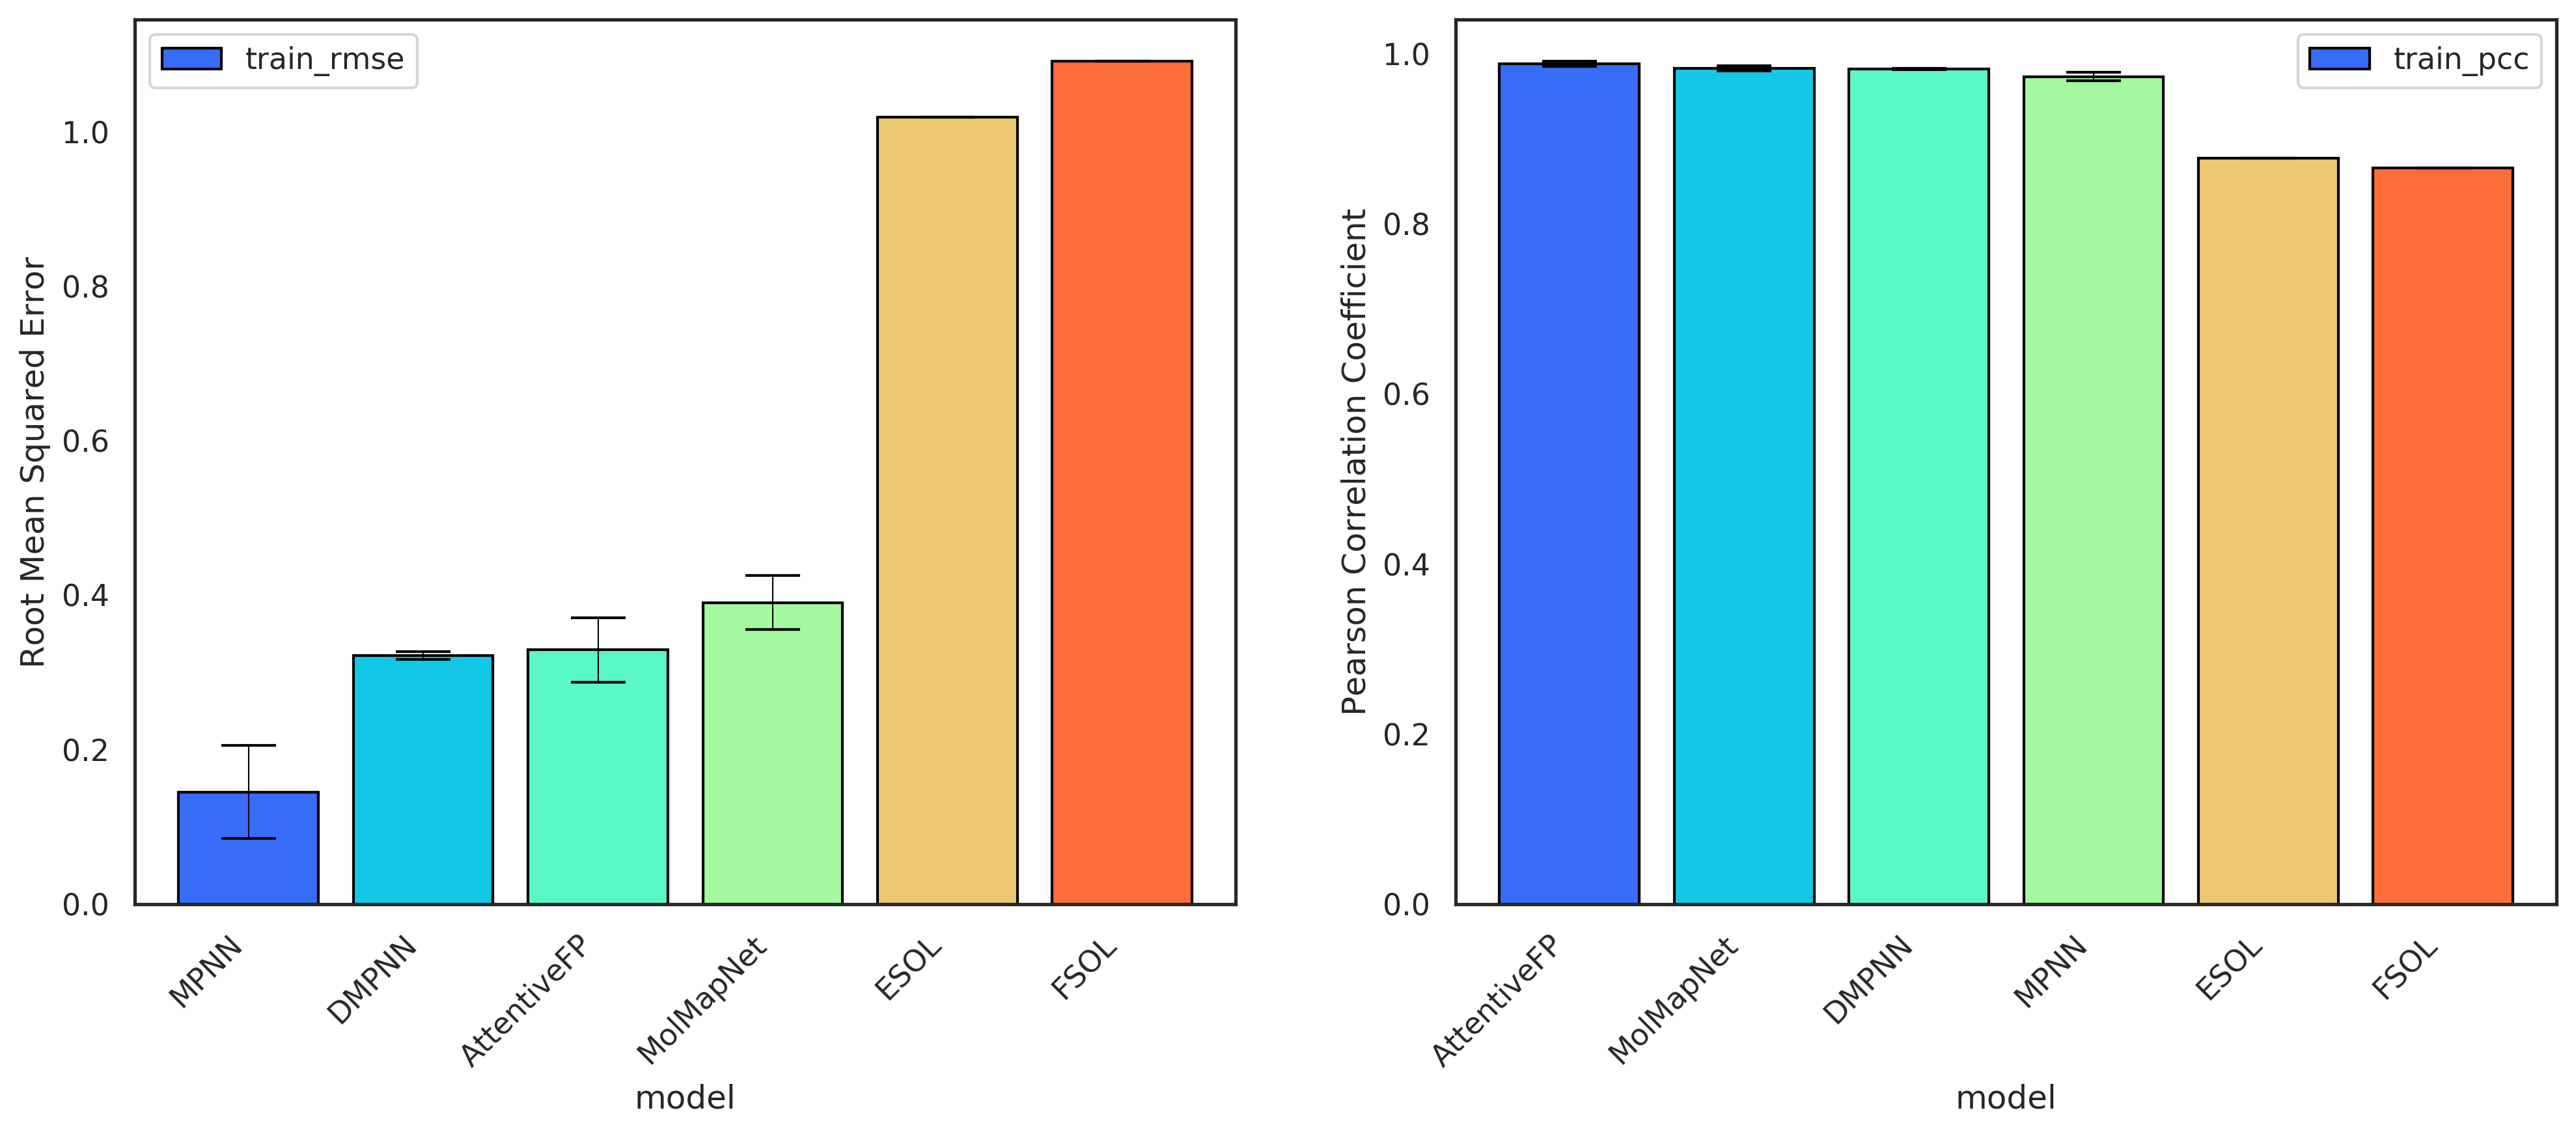 train_rmse
Root Mean Squared Error
1.0
0.8
0.6
0.4
0.2
0.0
MPNN
DMPNN
AttentiveFP
MolMapNet
ESOL
FSOL
model
train_pcc
Pearson Correlation Coefficient
1.0
0.8
0.6
0.4
0.2
0.0
AttentiveFP
MolMapNet
DMPNN
MPNN
ESOL
FSOL
model